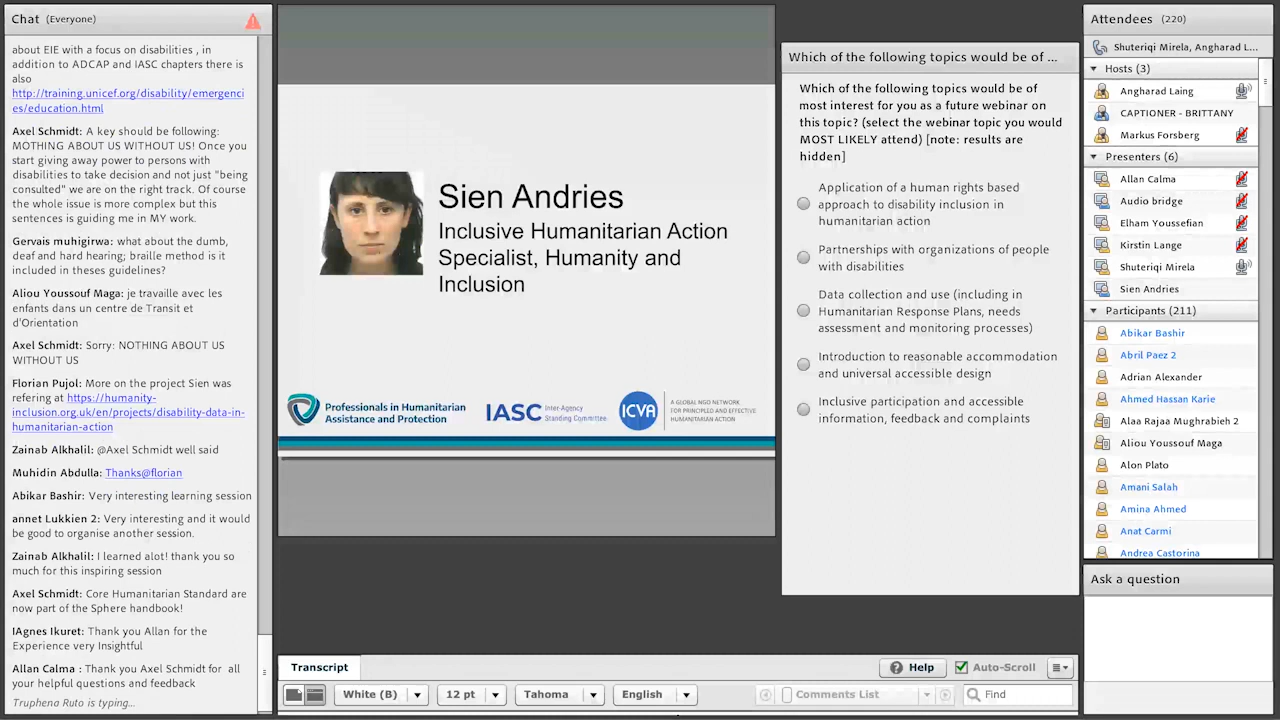 Chat (Everyone)
about EIE with a focus on disabilities , in
addition to ADCAP and IASC chapters there is
also
http://training.unicef.org/disability/emergenci
es/education.html
Axel Schmidt: A key should be following:
MOTHING ABOUT US WITHOUT US! Once you
start giving away power to persons with
disabilities to take decision and not just "being
consulted" we are on the right track. Of course
the whole issue is more complex but this
sentences is guiding me in MY work.
Gervais muhigirwa: what about the dumb,
deaf and hard hearing; braille method is it
included in theses guidelines?
Aliou Youssouf Maga: je travaille avec les
enfants dans un centre de Transit et
d'Orientation
Axel Schmidt: Sorry: NOTHING ABOUT US
WITHOUT US
Florian Pujol: More on the project Sien was
refering at https://humanity-
inclusion.org.uk/en/projects/disability-data-in-
humanitarian-action
Zainab Alkhalil: @Axel Schmidt well said
Muhidin Abdulla: Thanks@florian
Abikar Bashir: Very interesting learning session
annet Lukkien 2: Very interesting and it would
be good to organise another session.
Zainab Alkhalil: I learned alot! thank you so
much for this inspiring session
Axel Schmidt: Core Humanitarian Standard are
now part of the Sphere handbook!
IAgnes Ikuret: Thank you Allan for the
Experience very Insightful
Allan Calma : Thank you Axel Schmidt for all
your helpful questions and feedback
Truphena Ruto is typing...
Sien Andries
Inclusive Humanitarian Action
Specialist, Humanity and
Inclusion
Professionals in Humanitarian
Assistance and Protection
IASC Inter-Agency
Standing Committee
ICVA
A GLOBAL NGO NETWORK
FOR PRINCIPLED AND EFFECTIVE
HUMANITARIAN ACTION
Which of the following topics would be of ...
Which of the following topics would be of
most interest for you as a future webinar on
this topic? (select the webinar topic you would
MOST LIKELY attend) [note: results are
hidden]
Application of a human rights based
approach to disability inclusion in
humanitarian action
Partnerships with organizations of people
with disabilities
Data collection and use (including in
Humanitarian Response Plans, needs
assessment and monitoring processes)
Introduction to reasonable accommodation
and universal accessible design
Inclusive participation and accessible
information, feedback and complaints
Transcript
Help
Auto-Scroll
White (B)
12 pt
Tahoma
English
Comments List
Find
Attendees (220)
Shuteriqi Mirela, Angharad L...
Hosts (3)
Angharad Laing
CAPTIONER - BRITTANY
Markus Forsberg
Presenters (6)
Allan Calma
Audio bridge
Elham Youssefian
Kirstin Lange
Shuteriqi Mirela
Sien Andries
Participants (211)
Abikar Bashir
Abril Paez 2
Adrian Alexander
Ahmed Hassan Karie
Alaa Rajaa Mughrabieh 2
Aliou Youssouf Maga
Alon Plato
Amani Salah
Amina Ahmed
Anat Carmi
Andrea Castorina
Ask a question